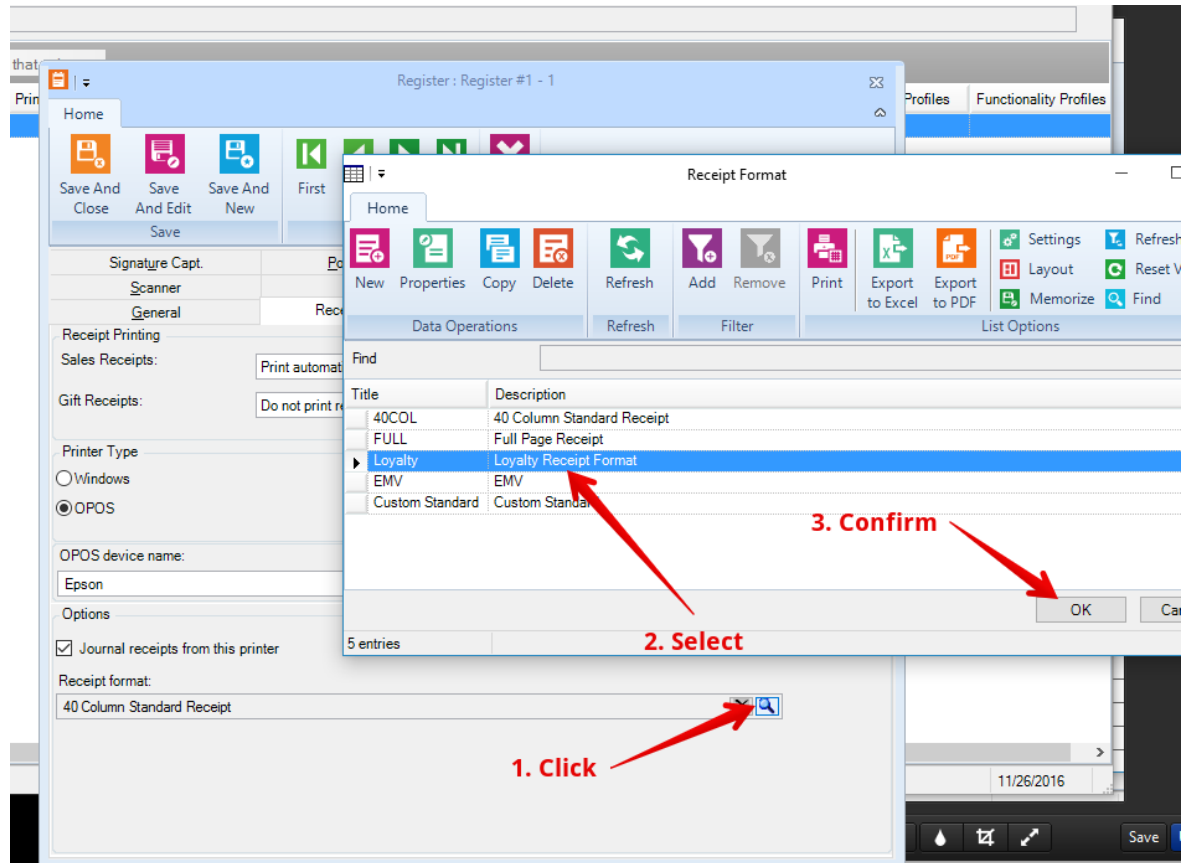 that
Prin
Profiles
Functionality Profiles
Register : Register #1 - 1
Home
Save And Close
Save And Edit
Save And New
First
Save
Signature Capt.
Po
Scanner
General
Rece
Receipt Printing
Sales Receipts:
Print automat
Gift Receipts:
Do not print re
Printer Type
Windows
OPOS
OPOS device name:
Epson
Options
Journal receipts from this printer
Receipt format:
40 Column Standard Receipt
1. Click
Receipt Format
Home
New
Properties
Copy
Delete
Refresh
Add
Remove
Print
Export to Excel
Export to PDF
Settings
Layout
Memorize
Refresh
Reset V
Find
Data Operations
Refresh
Filter
List Options
Find
Title Description
40COL 40 Column Standard Receipt
FULL Full Page Receipt
Loyalty Loyalty Receipt Format
EMV EMV
Custom Standard Custom Standar
3. Confirm
OK
Can
2. Select
5 entries
11/26/2016
Save